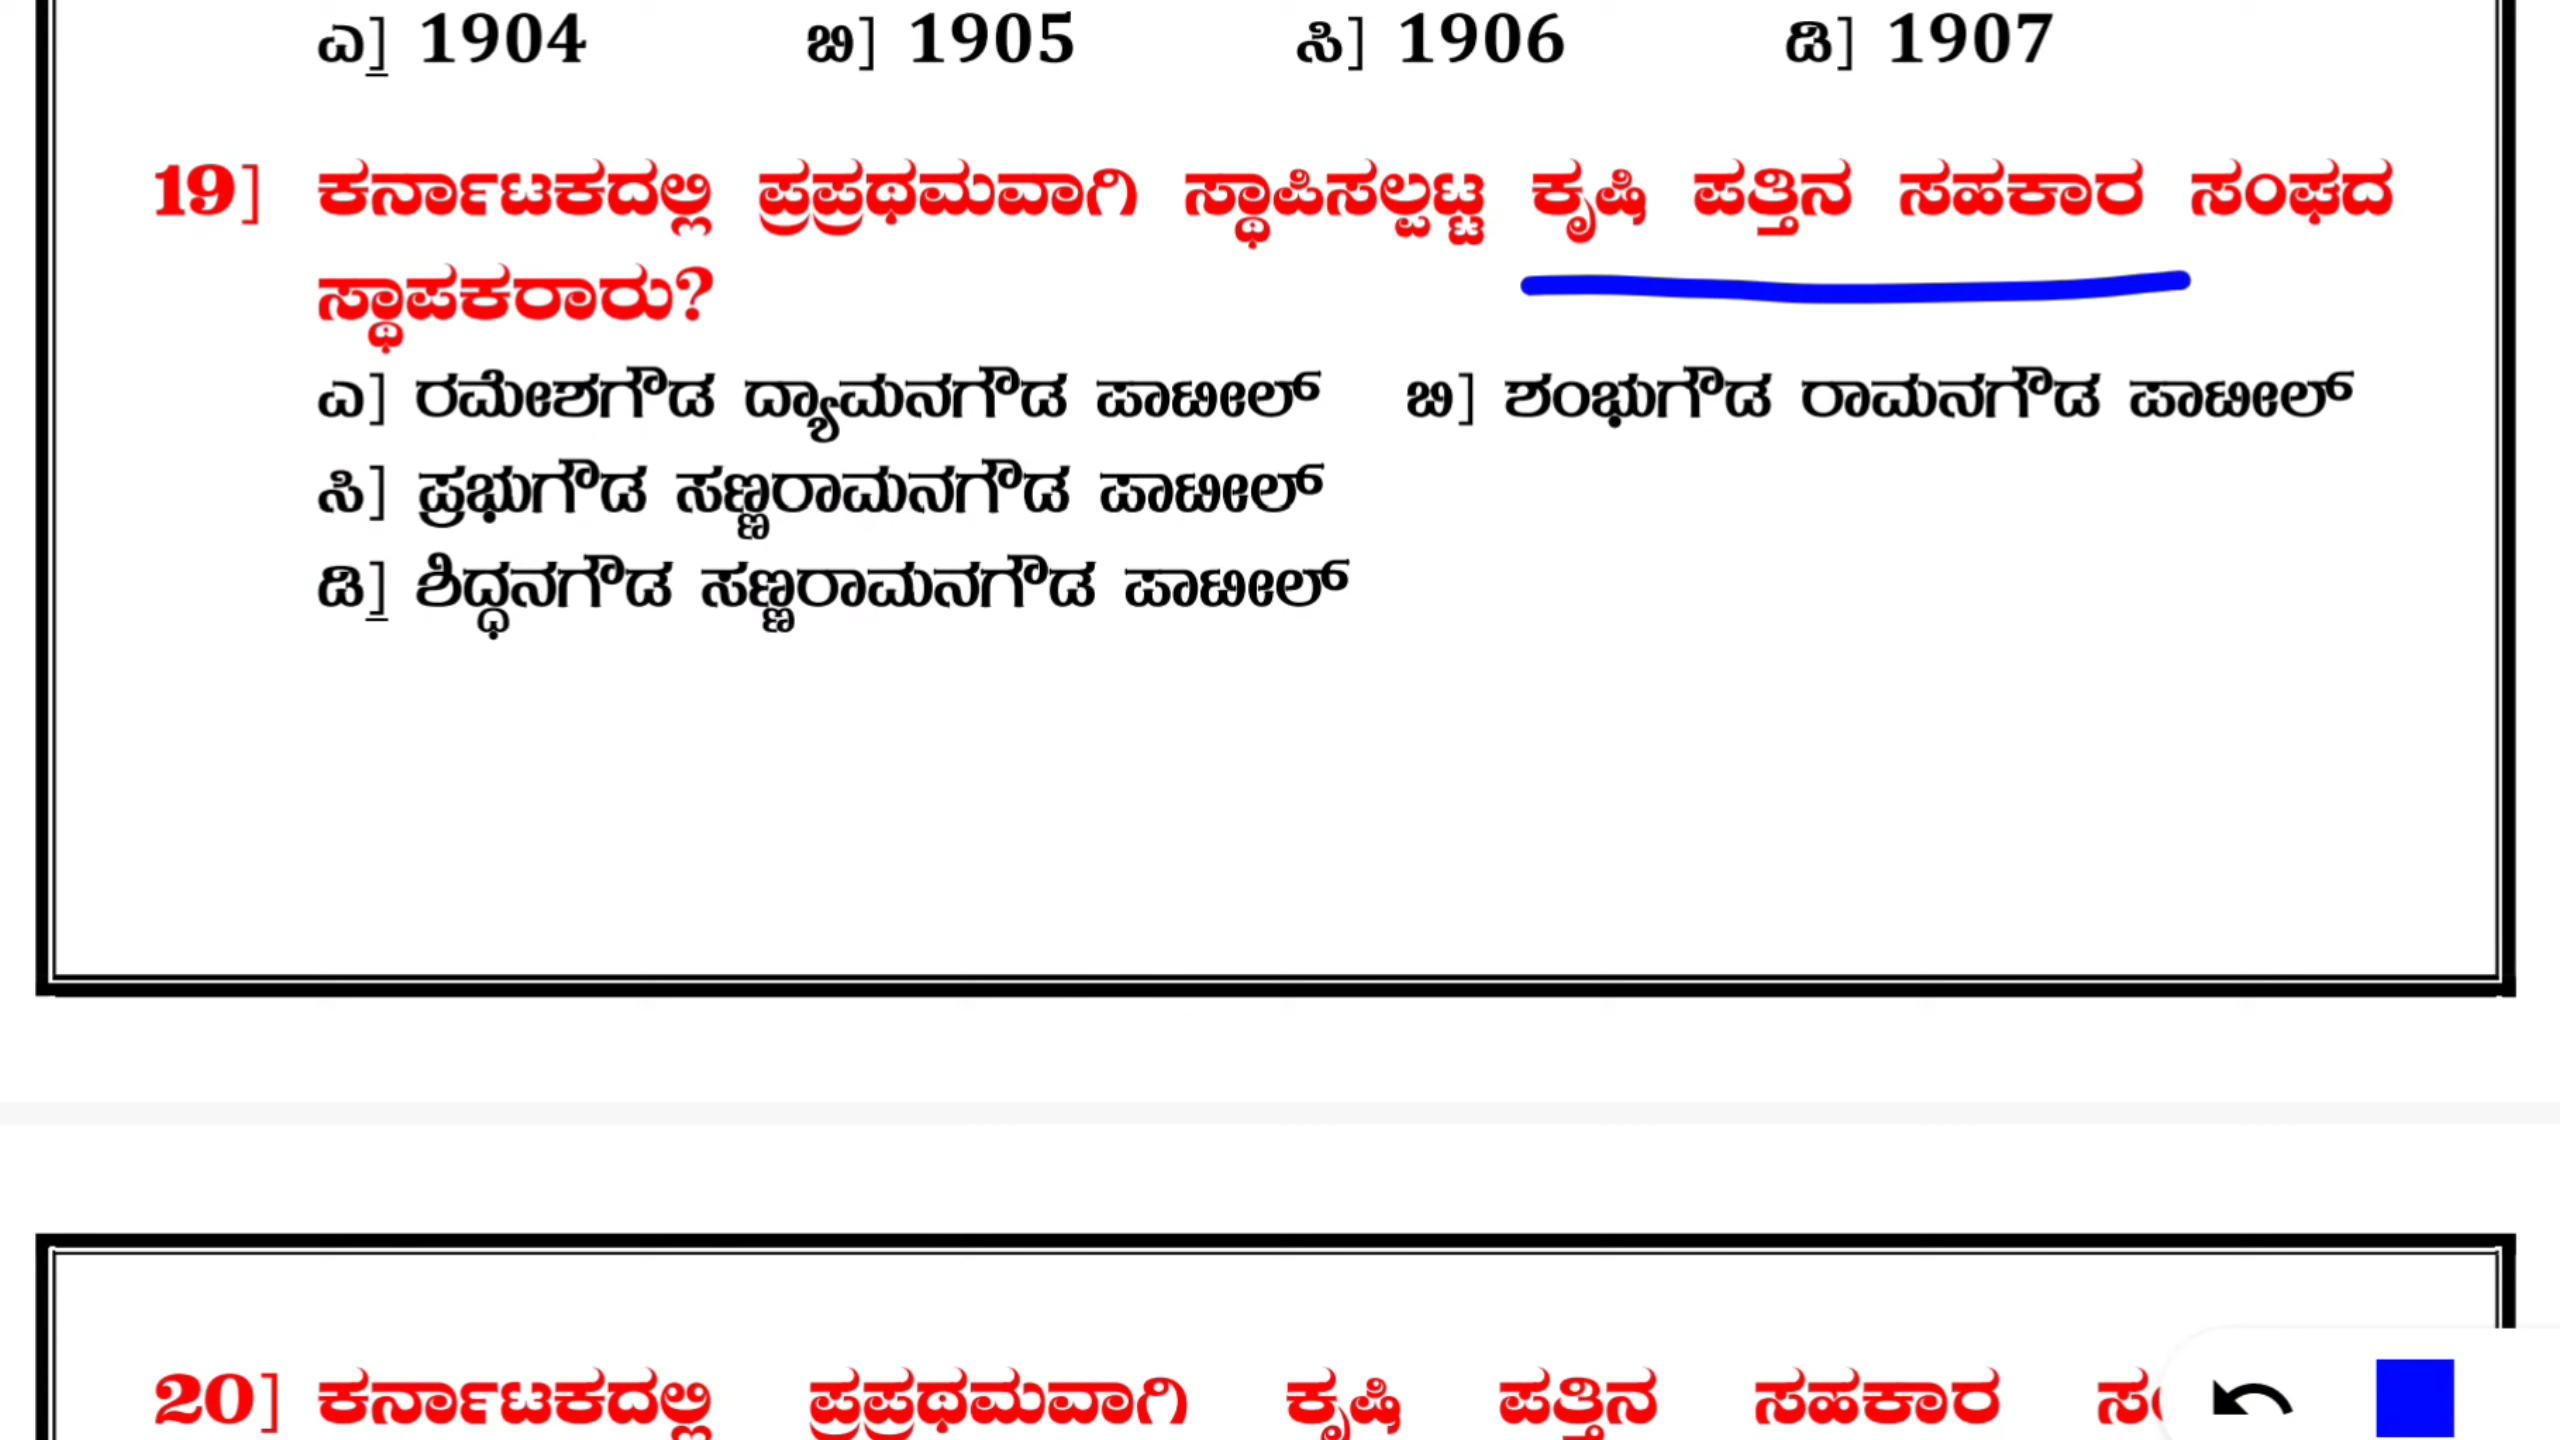 ಎ] 1904 ಬಿ] 1905 ಸಿ] 1906 ಡಿ] 1907
19] ಕರ್ನಾಟಕದಲ್ಲಿ ಪ್ರಪ್ರಥಮವಾಗಿ ಸ್ಥಾಪಿಸಲ್ಪಟ್ಟ ಕೃಷಿ ಪತ್ತಿನ ಸಹಕಾರ ಸಂಘದ
ಸ್ಥಾಪಕರಾರು?
ಎ] ರಮೇಶಗೌಡ ದ್ಯಾಮನಗೌಡ ಪಾಟೀಲ್ ಬಿ] ಶಂಭುಗೌಡ ರಾಮನಗೌಡ ಪಾಟೀಲ್
ಸಿ] ಪ್ರಭುಗೌಡ ಸಣ್ಣರಾಮನಗೌಡ ಪಾಟೀಲ್
ಡಿ] ಶಿದ್ಧನಗೌಡ ಸಣ್ಣರಾಮನಗೌಡ ಪಾಟೀಲ್
20] ಕರ್ನಾಟಕದಲ್ಲಿ ಪ್ರಪ್ರಥಮವಾಗಿ ಕೃಷಿ ಪತ್ತಿನ ಸಹಕಾರ